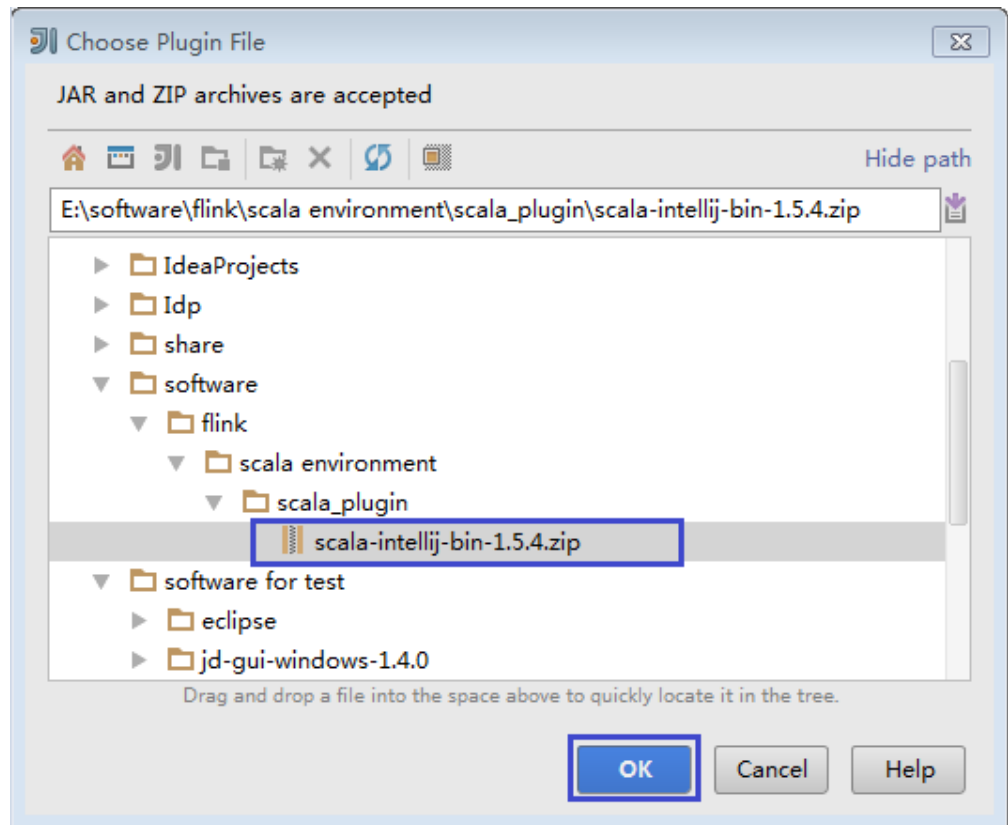 Choose Plugin File
JAR and ZIP archives are accepted
Hide path
E:\software\flink\scala environment\scala_plugin\scala-intellij-bin-1.5.4.zip
IdeaProjects
Idp
share
software
flink
scala environment
scala_plugin
scala-intellij-bin-1.5.4.zip
software for test
eclipse
jd-gui-windows-1.4.0
Drag and drop a file into the space above to quickly locate it in the tree.
OK Cancel Help